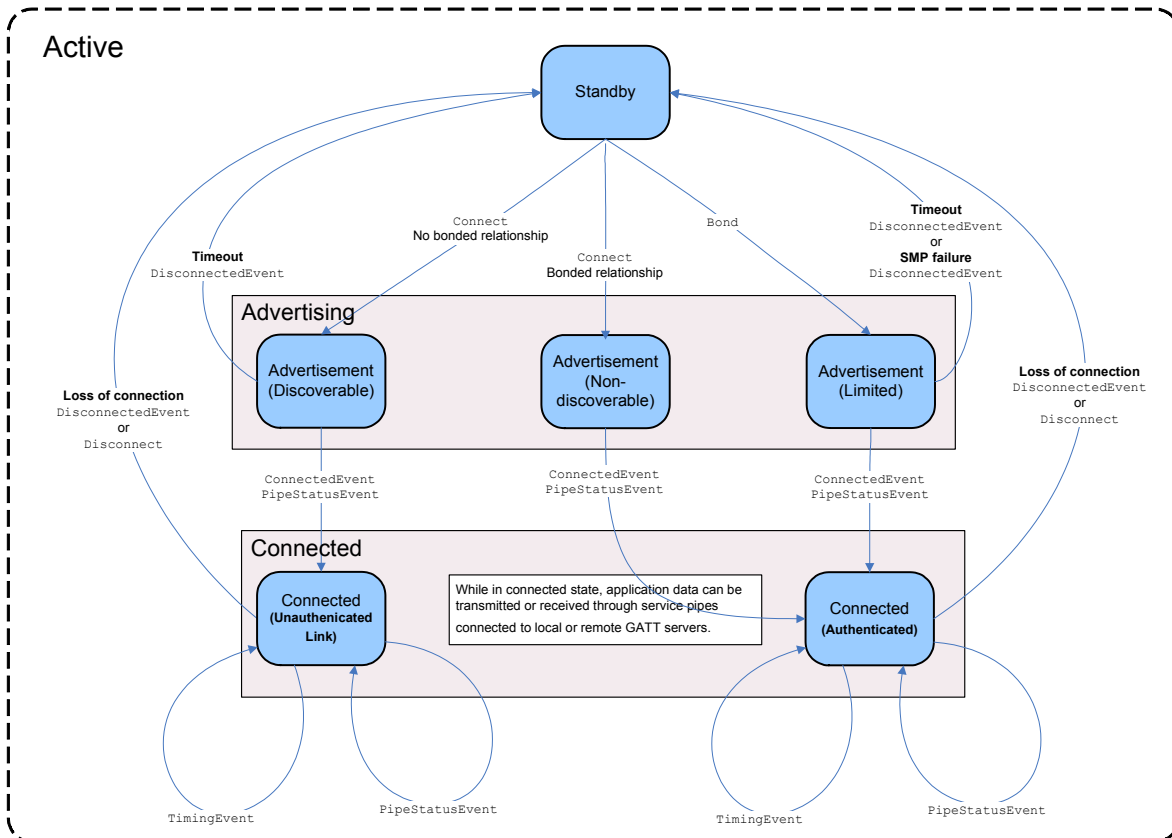 Active
Standby
Connect
No bonded relationship
Connect
Bonded relationship
Bond
Timeout
DisconnectedEvent
or
SMP failure
DisconnectedEvent
Timeout
DisconnectedEvent
Advertising
Advertisement
(Discoverable)
Advertisement
(Non-
discoverable)
Advertisement
(Limited)
Loss of connection
DisconnectedEvent
or
Disconnect
Loss of connection
DisconnectedEvent
or
Disconnect
ConnectedEvent
PipeStatusEvent
ConnectedEvent
PipeStatusEvent
ConnectedEvent
PipeStatusEvent
Connected
Connected
(Unauthenicated
Link)
While in connected state, application data can be
transmitted or received through service pipes
connected to local or remote GATT servers.
Connected
(Authenticated)
TimingEvent
PipeStatusEvent
TimingEvent
PipeStatusEvent